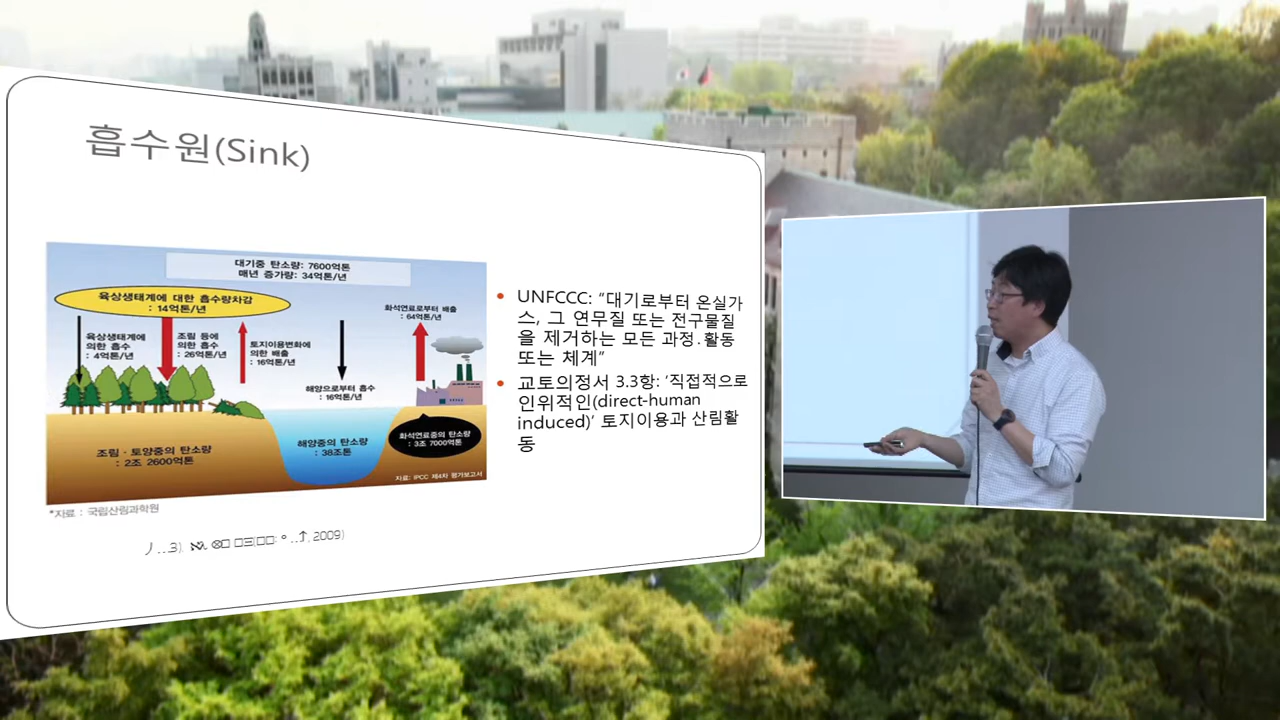 흡수원(Sink)
대기중 탄소량: 7600억톤
매년 증가량: 34억톤/년
육상생태계에 대한 흡수량차감
: 14억톤/년
육상생태계에
의한 흡수
: 4억톤/년
조림 등에
의한 흡수
: 26억톤/년
토지이용변화에
의한 배출
: 16억톤/년
해양으로부터 흡수
: 16억톤/년
화석연료로부터 배출
: 64억톤/년
조림 · 토양중의 탄소량
: 2조 2600억톤
해양중의 탄소량
: 38조톤
화석연료중의 탄소량
: 3조 7000억톤
자료: IPCC 제4차 평가보고서
*자료 : 국립산림과학원
2009)
• UNFCCC: “대기로부터 온실가
스, 그 연무질 또는 전구물질
을 제거하는 모든 과정·활동
또는 체계”
• 교토의정서 3.3항: ‘직접적으로
인위적인(direct-human
induced)’ 토지이용과 산림활
동